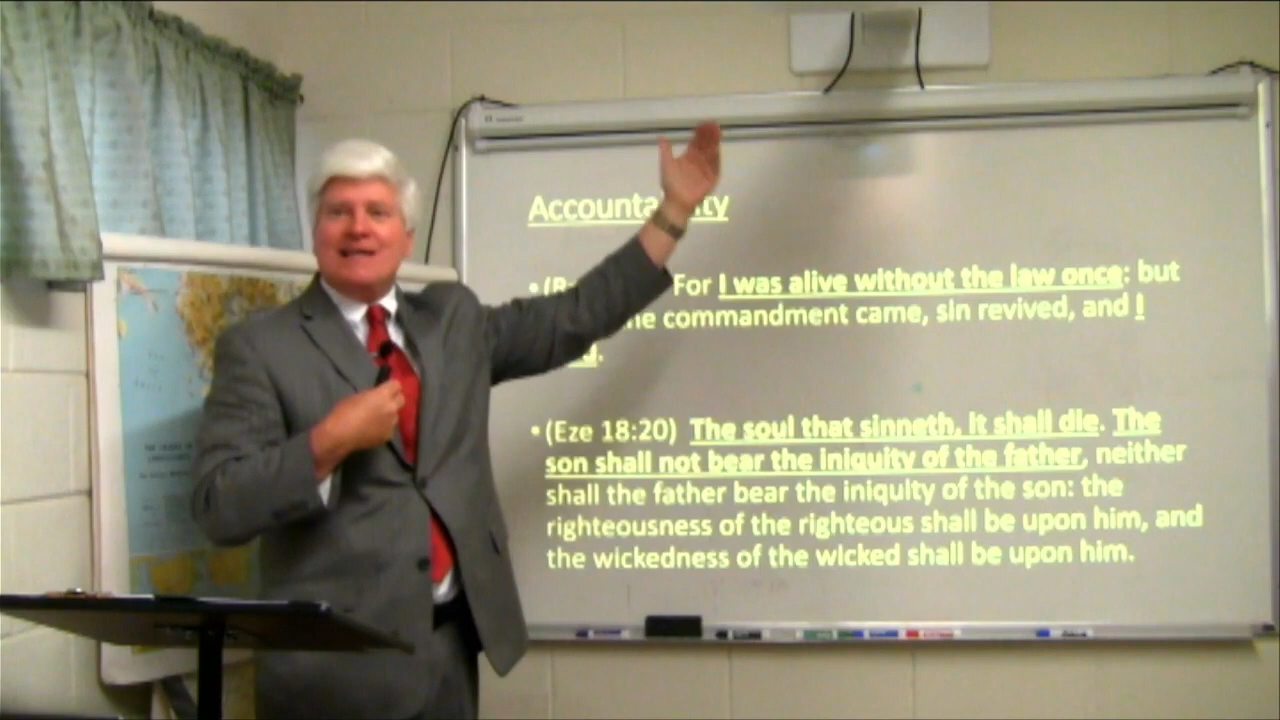 Accounta ity
• (R For I was alive without the law once: but
he commandment came, sin revived, and I
d.
• (Eze 18:20) The soul that sinneth, it shall die. The
son shall not bear the iniquity of the father, neither
shall the father bear the iniquity of the son: the
righteousness of the righteous shall be upon him, and
the wickedness of the wicked shall be upon him.